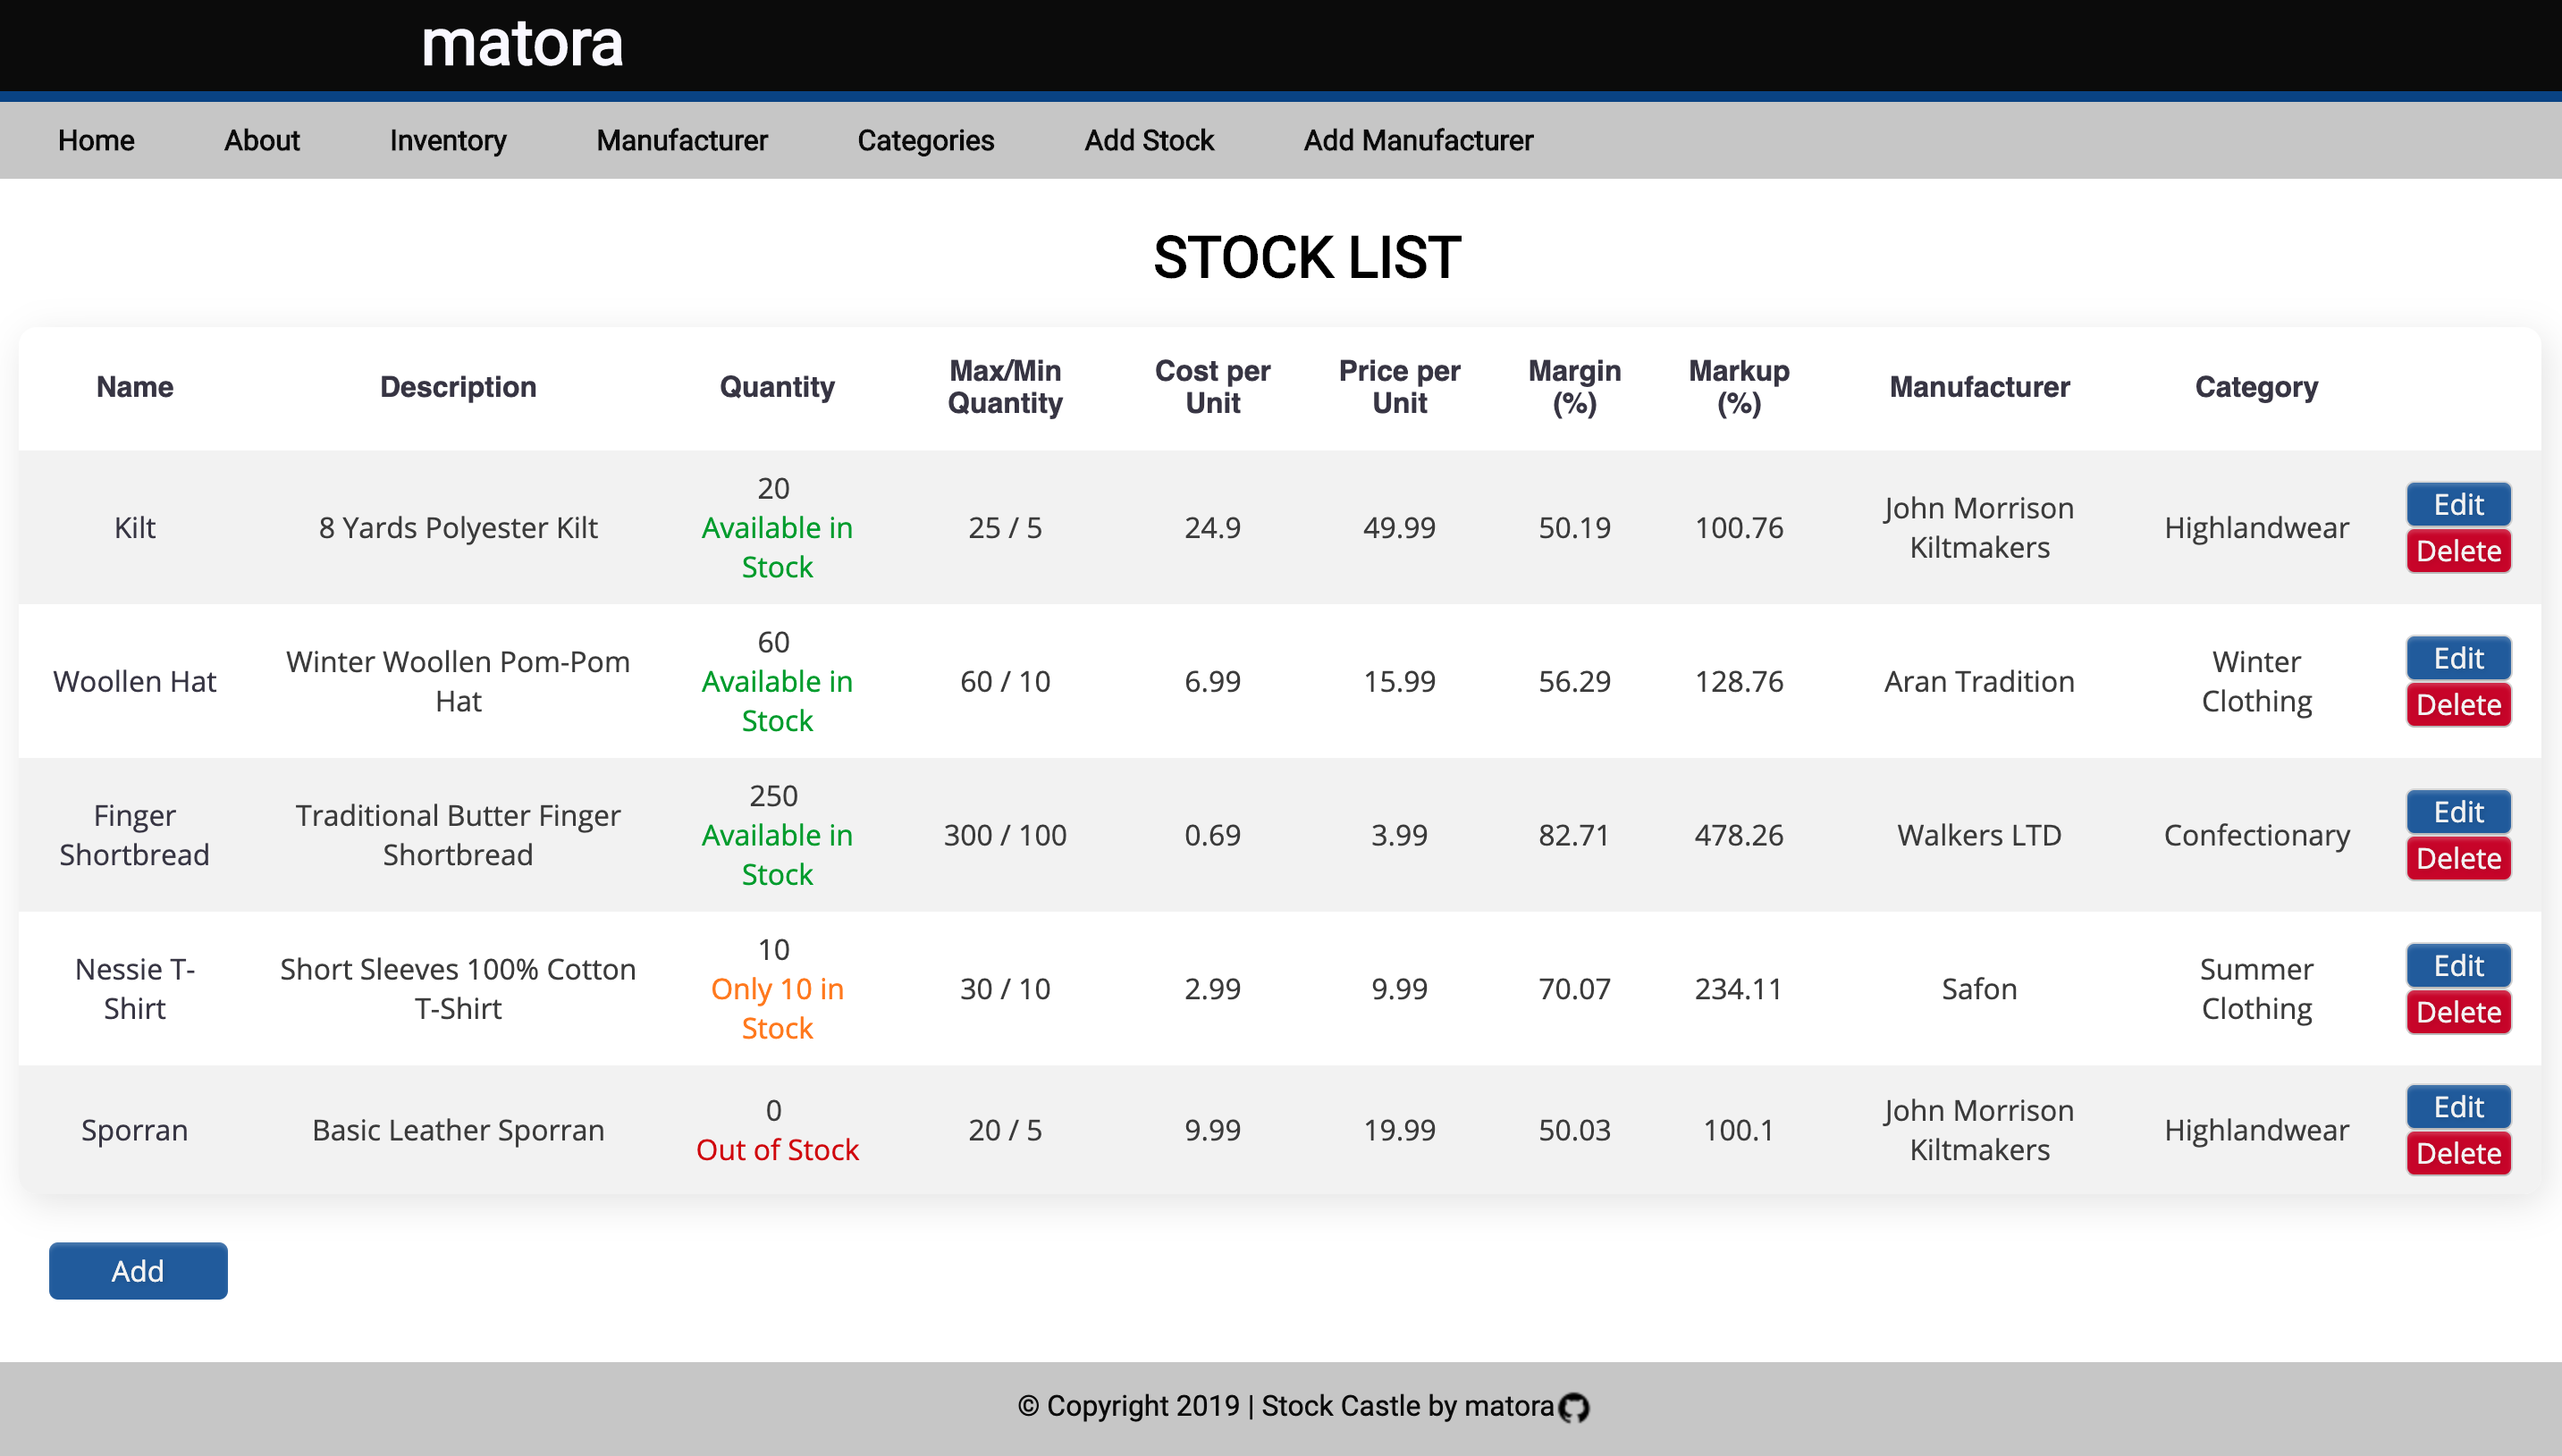 matora
Home About Inventory Manufacturer Categories Add Stock Add Manufacturer
STOCK LIST
Name Description Quantity Max/Min Quantity Cost per Unit Price per Unit Margin (%) Markup (%) Manufacturer Category
Kilt 8 Yards Polyester Kilt 20 Available in Stock 25 / 5 24.9 49.99 50.19 100.76 John Morrison Kiltmakers Highlandwear Edit Delete
Woollen Hat Winter Woollen Pom-Pom Hat 60 Available in Stock 60 / 10 6.99 15.99 56.29 128.76 Aran Tradition Winter Clothing Edit Delete
Finger Shortbread Traditional Butter Finger Shortbread 250 Available in Stock 300 / 100 0.69 3.99 82.71 478.26 Walkers LTD Confectionary Edit Delete
Nessie T-Shirt Short Sleeves 100% Cotton T-Shirt 10 Only 10 in Stock 30 / 10 2.99 9.99 70.07 234.11 Safon Summer Clothing Edit Delete
Sporran Basic Leather Sporran 0 Out of Stock 20 / 5 9.99 19.99 50.03 100.1 John Morrison Kiltmakers Highlandwear Edit Delete
Add
© Copyright 2019 | Stock Castle by matora